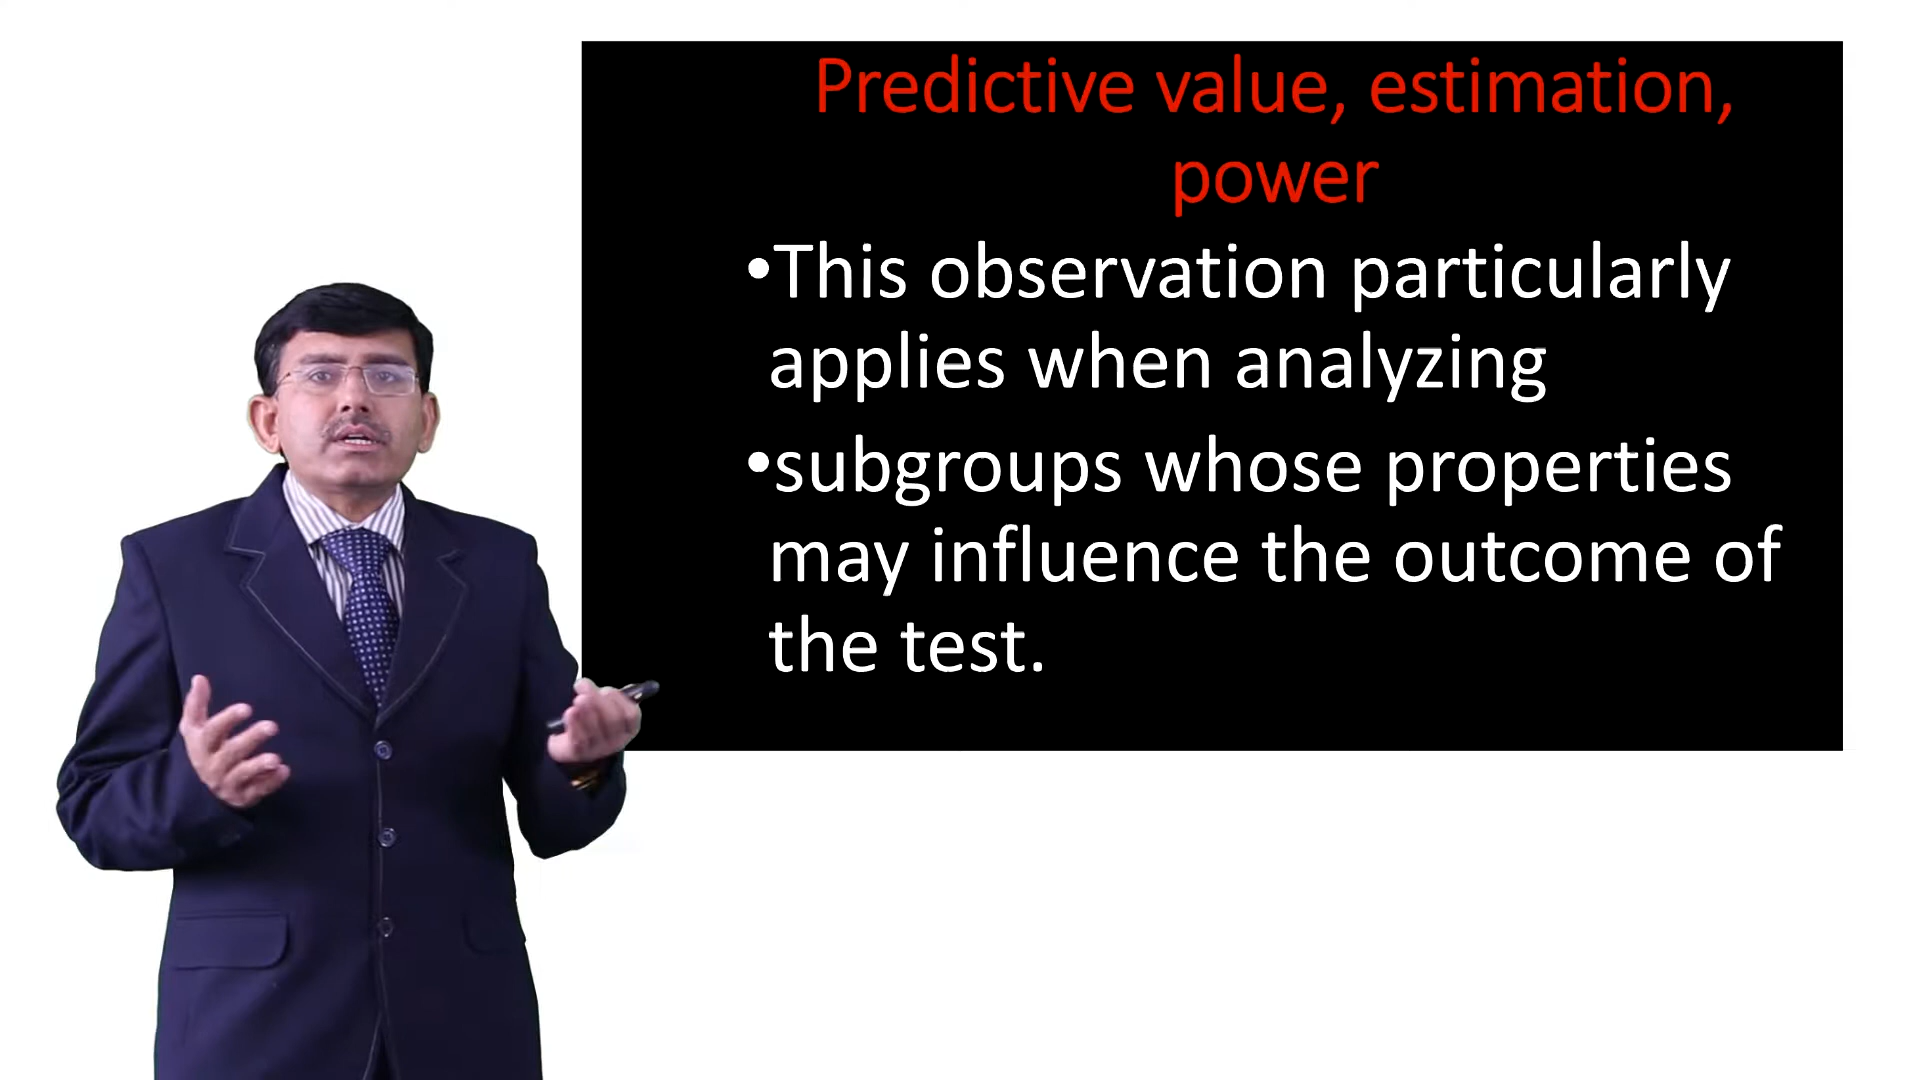 Predictive value, estimation,
power
•This observation particularly
applies when analyzing
•subgroups whose properties
may influence the outcome of
the test.